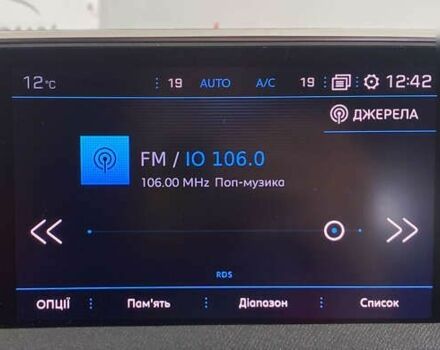 12°C 19 AUTO A/C 19 12:42
ДЖЕРЕЛА
FM / IO 106.0
106.00 MHz Поп-музика
RDS
ОПЦІЇ Пам'ять Діапазон Список